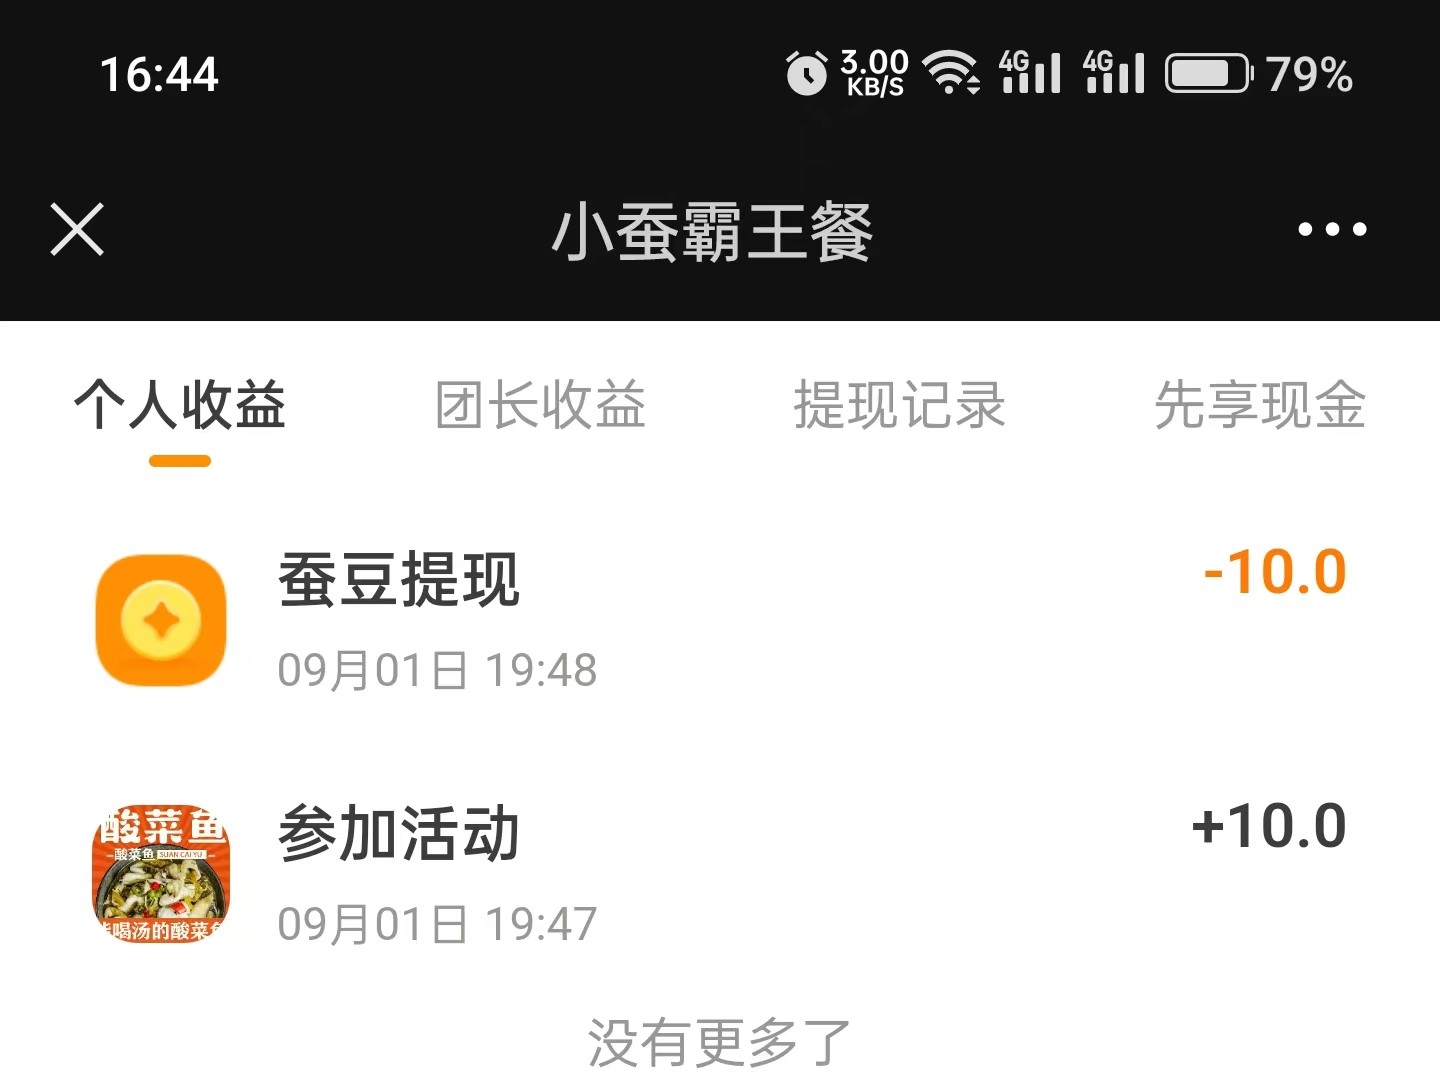 16:44 3.00 KB/S 4G 4G 79%
小蚕霸王餐
个人收益 团长收益 提现记录 先享现金
蚕豆提现 -10.0
09月01日 19:48
酸菜鱼
酸菜鱼 SUAN CAI YU
喝汤的酸菜鱼
参加活动 +10.0
09月01日 19:47
没有更多了